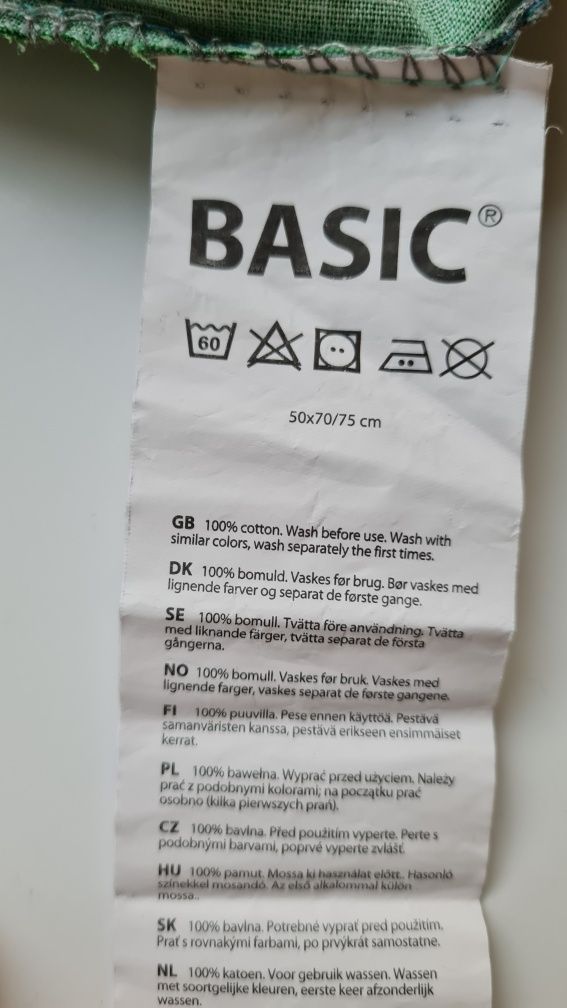 BASIC®
60
50x70/75 cm
GB 100% cotton. Wash before use. Wash with
similar colors, wash separately the first times.
DK 100% bomuld. Vaskes før brug. Bør vaskes med
lignende farver og separat de første gange.
SE 100% bomull. Tvätta före användning. Tvätta
med liknande färger, tvätta separat de första
gångerna.
NO 100% bomull. Vaskes før bruk. Vaskes med
lignende farger, vaskes separat de første gangene.
FI 100% puuvilla. Pese ennen käyttöä. Pestävä
samanväristen kanssa, pestävä erikseen ensimmäiset
kerrat.
PL 100% bawełna. Wyprać przed użyciem. Należy
prać z podobnymi kolorami; na początku prać
osobno (kilka pierwszych prań).
CZ 100% bavlna. Před použitím vyperte. Perte s
podobnými barvami, poprvé vyperte zvlášť.
HU 100% pamut. Mossa ki használat előtt.. Hasonló
színekkel mosandó. Az első alkalommal külön
mossa..
SK 100% bavlna. Potrebné vyprať pred použitím.
Prať s rovnakými farbami, po prvýkrát samostatne.
NL 100% katoen. Voor gebruik wassen. Wassen
met soortgelijke kleuren, eerste keer afzonderlijk
wassen.